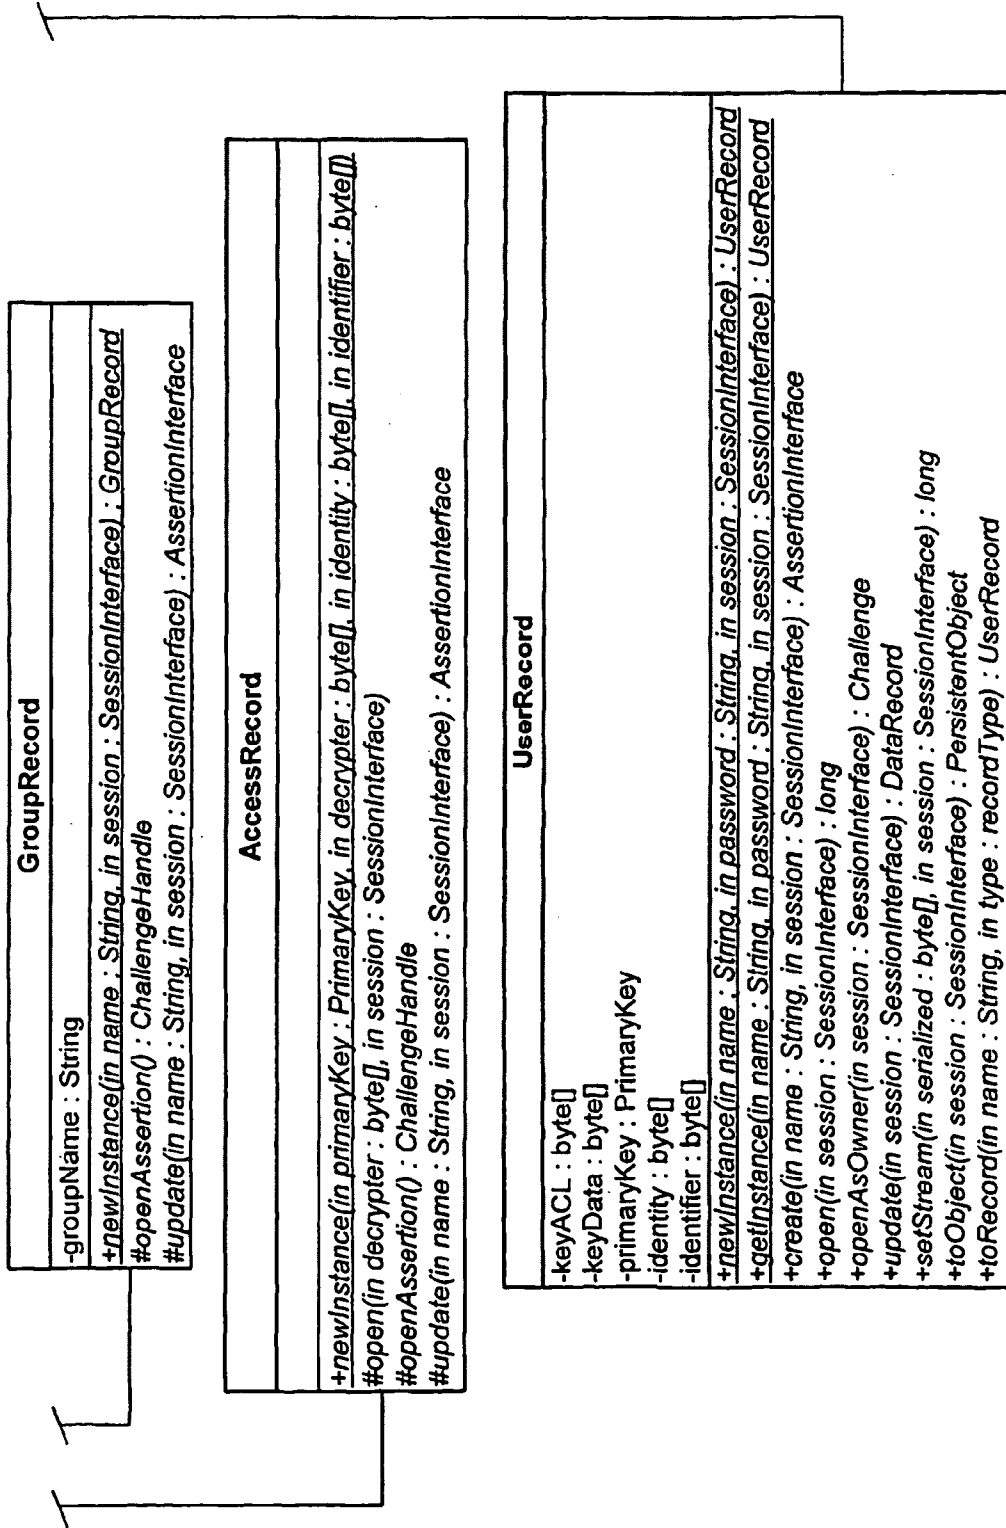 GroupRecord
-groupName : String
+newInstance(in name : String, in session : SessionInterface) : GroupRecord
#openAssertion() : ChallengeHandle
#update(in name : String, in session : SessionInterface) : AssertionInterface
AccessRecord
+newInstance(in primaryKey : PrimaryKey, in decrypter : byte[], in identity : byte[], in identifier : byte[])
#open(in decrypter : byte[], in session : SessionInterface)
#openAssertion() : ChallengeHandle
#update(in name : String, in session : SessionInterface) : AssertionInterface
UserRecord
-keyACL : byte[]
-keyData : byte[]
-primaryKey : PrimaryKey
-identity : byte[]
-identifier : byte[]
+newInstance(in name : String, in password : String, in session : SessionInterface) : UserRecord
+getInstance(in name : String, in password : String, in session : SessionInterface) : UserRecord
+create(in name : String, in session : SessionInterface) : AssertionInterface
+open(in session : SessionInterface) : long
+openAsOwner(in session : SessionInterface) : Challenge
+update(in session : SessionInterface) : DataRecord
+setStream(in serialized : byte[], in session : SessionInterface) : long
+toObject(in session : SessionInterface) : PersistentObject
+toRecord(in name : String, in type : recordType) : UserRecord